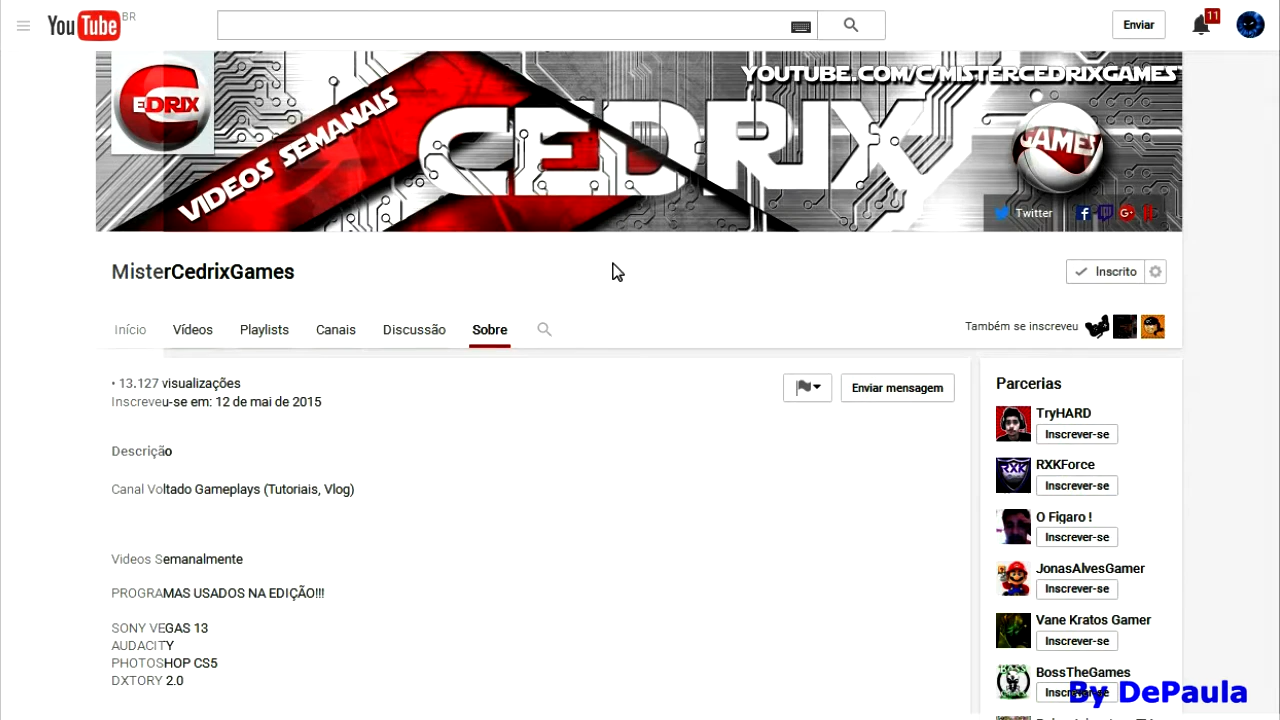 YouTube BR
Enviar
11
CEDRIX
VIDEOS SEMANAIS
CEDRIX
YOUTUBE.COM/C/MISTERCEDRIXGAMES
GAMES
Twitter
MisterCedrixGames
Inscrito
Início Vídeos Playlists Canais Discussão Sobre
Também se inscreveu
• 13.127 visualizações
Inscreveu-se em: 12 de mai de 2015
Enviar mensagem
Descrição
Canal Voltado Gameplays (Tutoriais, Vlog)
Videos Semanalmente
PROGRAMAS USADOS NA EDIÇÃO!!!
SONY VEGAS 13
AUDACITY
PHOTOSHOP CS5
DXTORY 2.0
Parcerias
TryHARD
Inscrever-se
RXK
RXKForce
Inscrever-se
O Figaro !
Inscrever-se
JonasAlvesGamer
Inscrever-se
Vane Kratos Gamer
Inscrever-se
BossTheGames
Inscrever-se
By DePaula